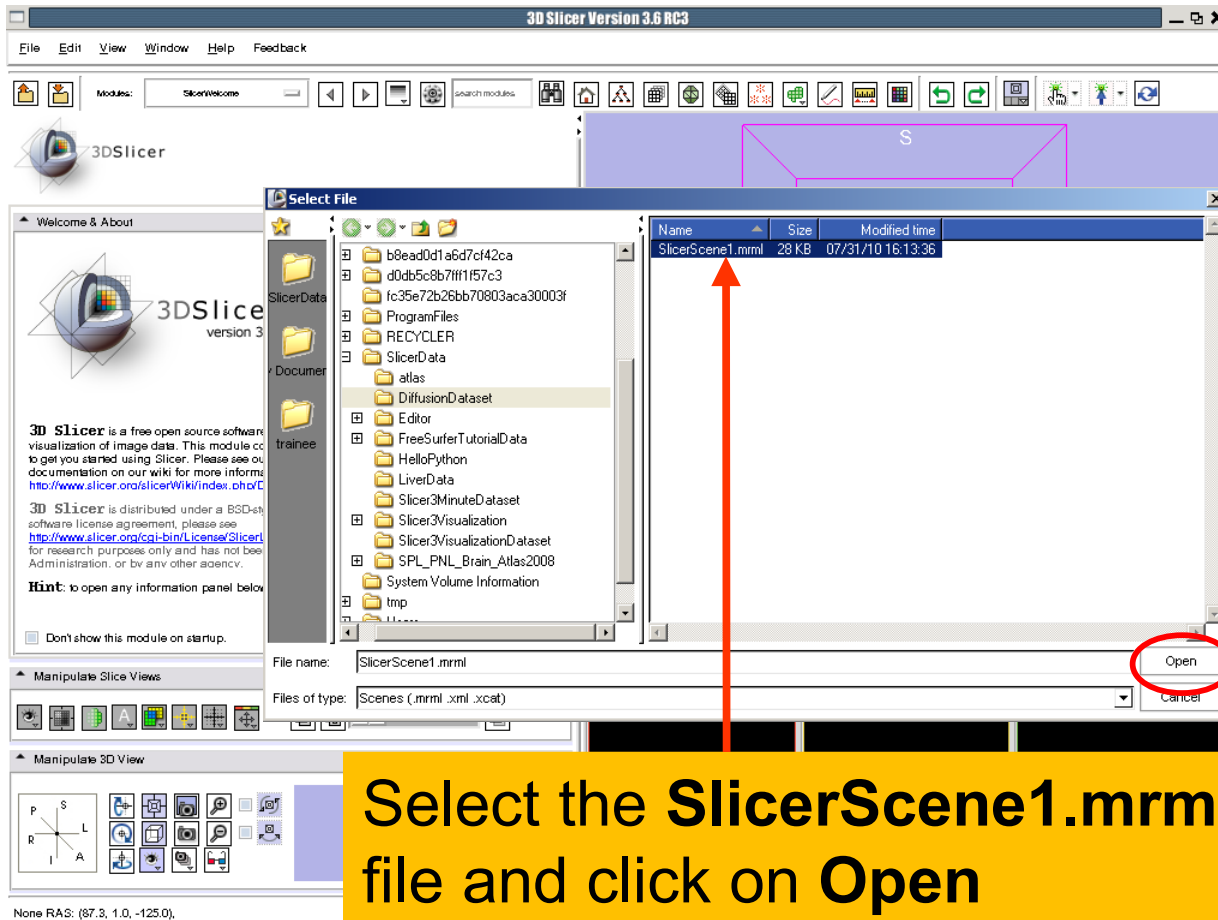 3D Slicer Version 3.6 RC3
File Edit View Window Help Feedback
Modules: SlicerWelcome search modules
3DSlicer
S
Select File
Welcome & About
3DSlice
version 3
3D Slicer is a free open source software
visualization of image data. This module co
to get you started using Slicer. Please see ou
documentation on our wiki for more informa
http://www.slicer.org/slicerWiki/index.php/D
3D Slicer is distributed under a BSD-st
software license agreement, please see
http://www.slicer.org/cgi-bin/License/SlicerL
for research purposes only and has not bee
Administration, or by any other agency.
Hint: to open any information panel below
Don't show this module on startup.
SlicerData
y Documen
trainee
b8ead0d1a6d7cf42ca
d0db5c8b7fff1f57c3
fc35e72b26bb70803aca30003f
ProgramFiles
RECYCLER
SlicerData
atlas
DiffusionDataset
Editor
FreeSurferTutorialData
HelloPython
LiverData
Slicer3MinuteDataset
Slicer3Visualization
Slicer3VisualizationDataset
SPL_PNL_Brain_Atlas2008
System Volume Information
tmp
Name Size Modified time
SlicerScene1.mrml 28 KB 07/31/10 16:13:36
File name: SlicerScene1.mrml Open
Files of type: Scenes (.mrml .xml .xcat) Cancel
Manipulate Slice Views
A
Manipulate 3D View
P S
R L
I A
Select the SlicerScene1.mrm
file and click on Open
None RAS: (87.3, 1.0, -125.0),